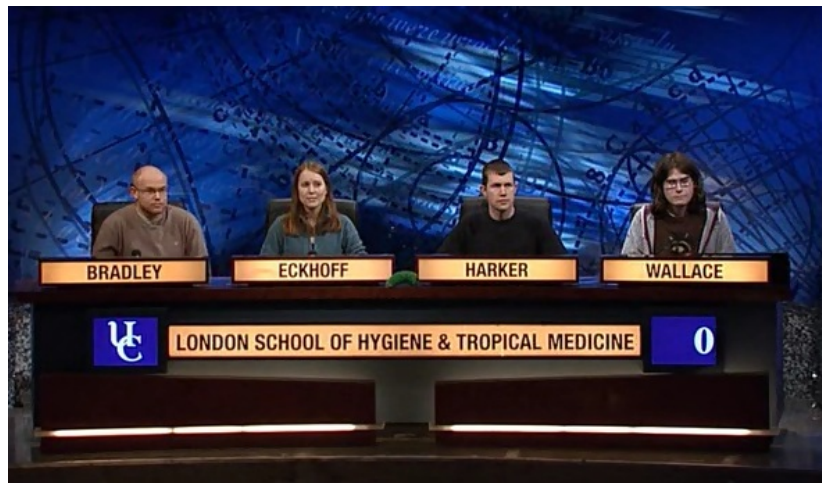 BRADLEY
ECKHOFF
HARKER
WALLACE
UC
LONDON SCHOOL OF HYGIENE & TROPICAL MEDICINE
0